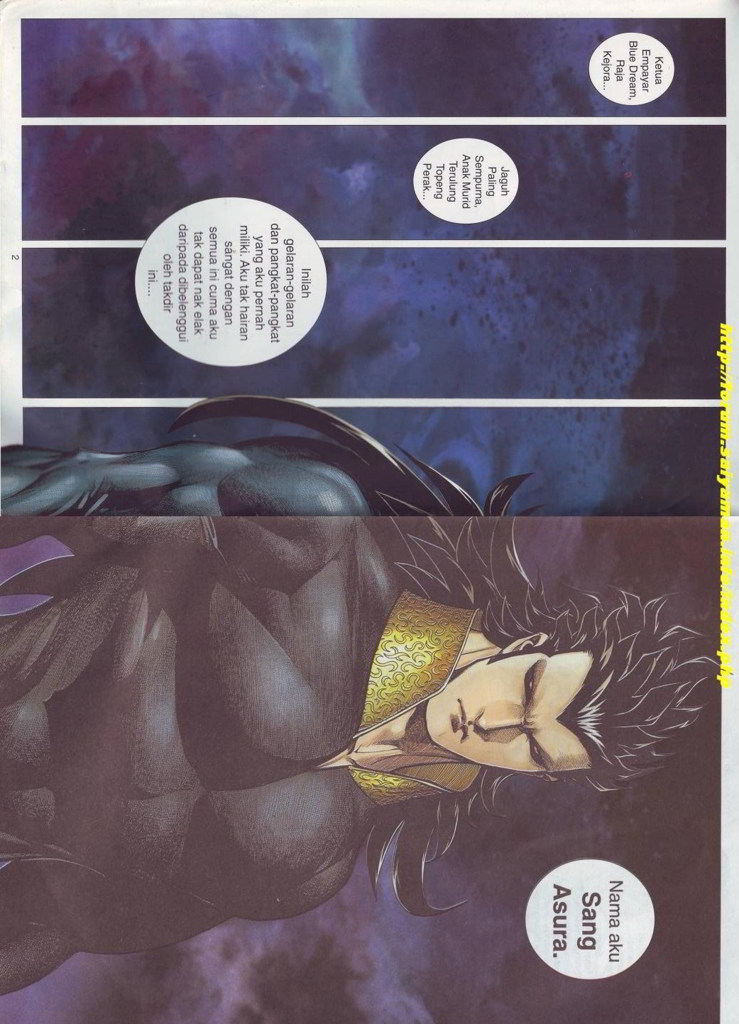 Ketua
Empayar
Blue Dream,
Raja
Kejora...
Jaguh
Paling
Sempurna,
Anak Murid
Terulung
Topeng
Perak...
Inilah
gelaran-gelaran
dan pangkat-pangkat
yang aku pernah
miliki. Aku tak hairan
sangat dengan
semua ini cuma aku
tak dapat nak elak
daripada dibelenggui
oleh takdir
ini....
Nama aku
Sang
Asura.
2